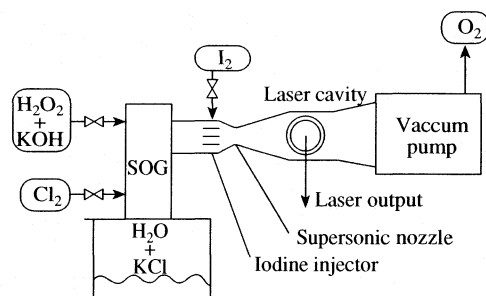 O2
I2
Laser cavity
H2O2
+
KOH
Vaccum
pump
SOG
Cl2
Laser output
H2O
+
KCl
Supersonic nozzle
Iodine injector